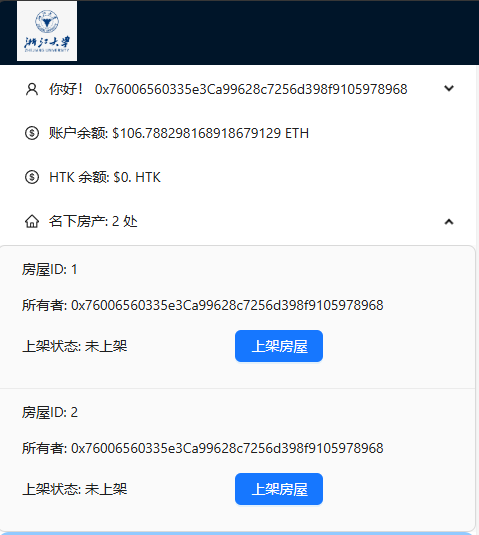 浙江大学
ZHEJIANG UNIVERSITY
你好！ 0x76006560335e3Ca99628c7256d398f9105978968
账户余额: $106.788298168918679129 ETH
HTK 余额: $0. HTK
名下房产: 2 处
房屋ID: 1
所有者: 0x76006560335e3Ca99628c7256d398f9105978968
上架状态: 未上架 上架房屋
房屋ID: 2
所有者: 0x76006560335e3Ca99628c7256d398f9105978968
上架状态: 未上架 上架房屋